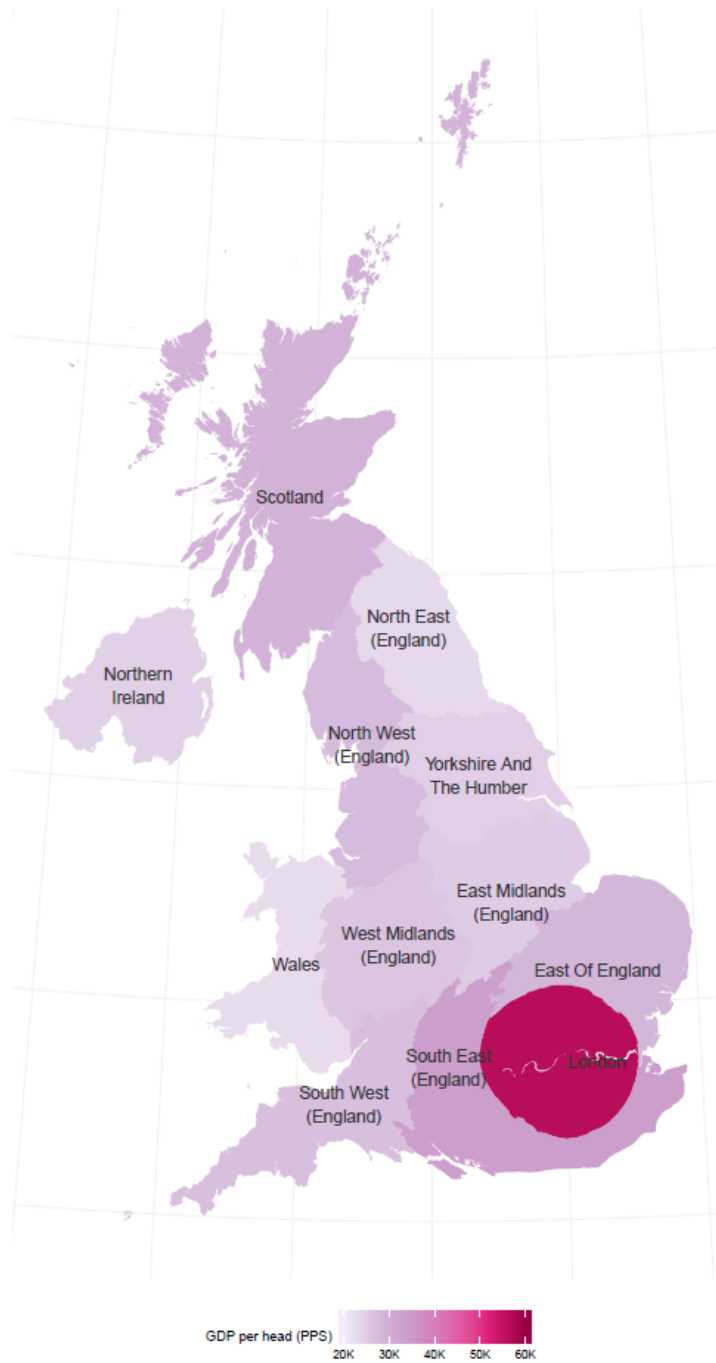 Scotland
North East
(England)
Northern
Ireland
North West
(England)
Yorkshire And
The Humber
East Midlands
(England)
West Midlands
(England)
Wales
East Of England
South East
(England)
London
South West
(England)
GDP per head (PPS)
20K 30K 40K 50K 60K